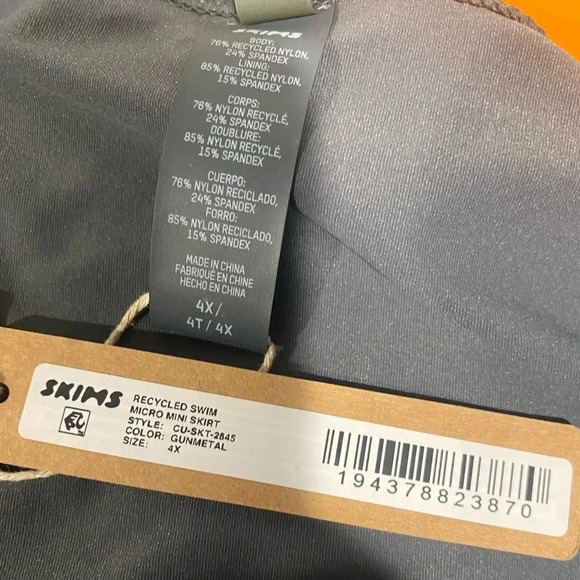 SKIMS
BODY:
76% RECYCLED NYLON,
24% SPANDEX
LINING:
85% RECYCLED NYLON,
15% SPANDEX
CORPS:
76% NYLON RECYCLÉ,
24% SPANDEX
DOUBLURE:
85% NYLON RECYCLÉ,
15% SPANDEX
CUERPO:
76% NYLON RECICLADO,
24% SPANDEX
FORRO:
85% NYLON RECICLADO,
15% SPANDEX
MADE IN CHINA
FABRIQUÉ EN CHINE
HECHO EN CHINA
4X/
4T/4X
SKIMS
RECYCLED SWIM
MICRO MINI SKIRT
STYLE: CU-SKT-2845
COLOR: GUNMETAL
SIZE: 4X
194378823870